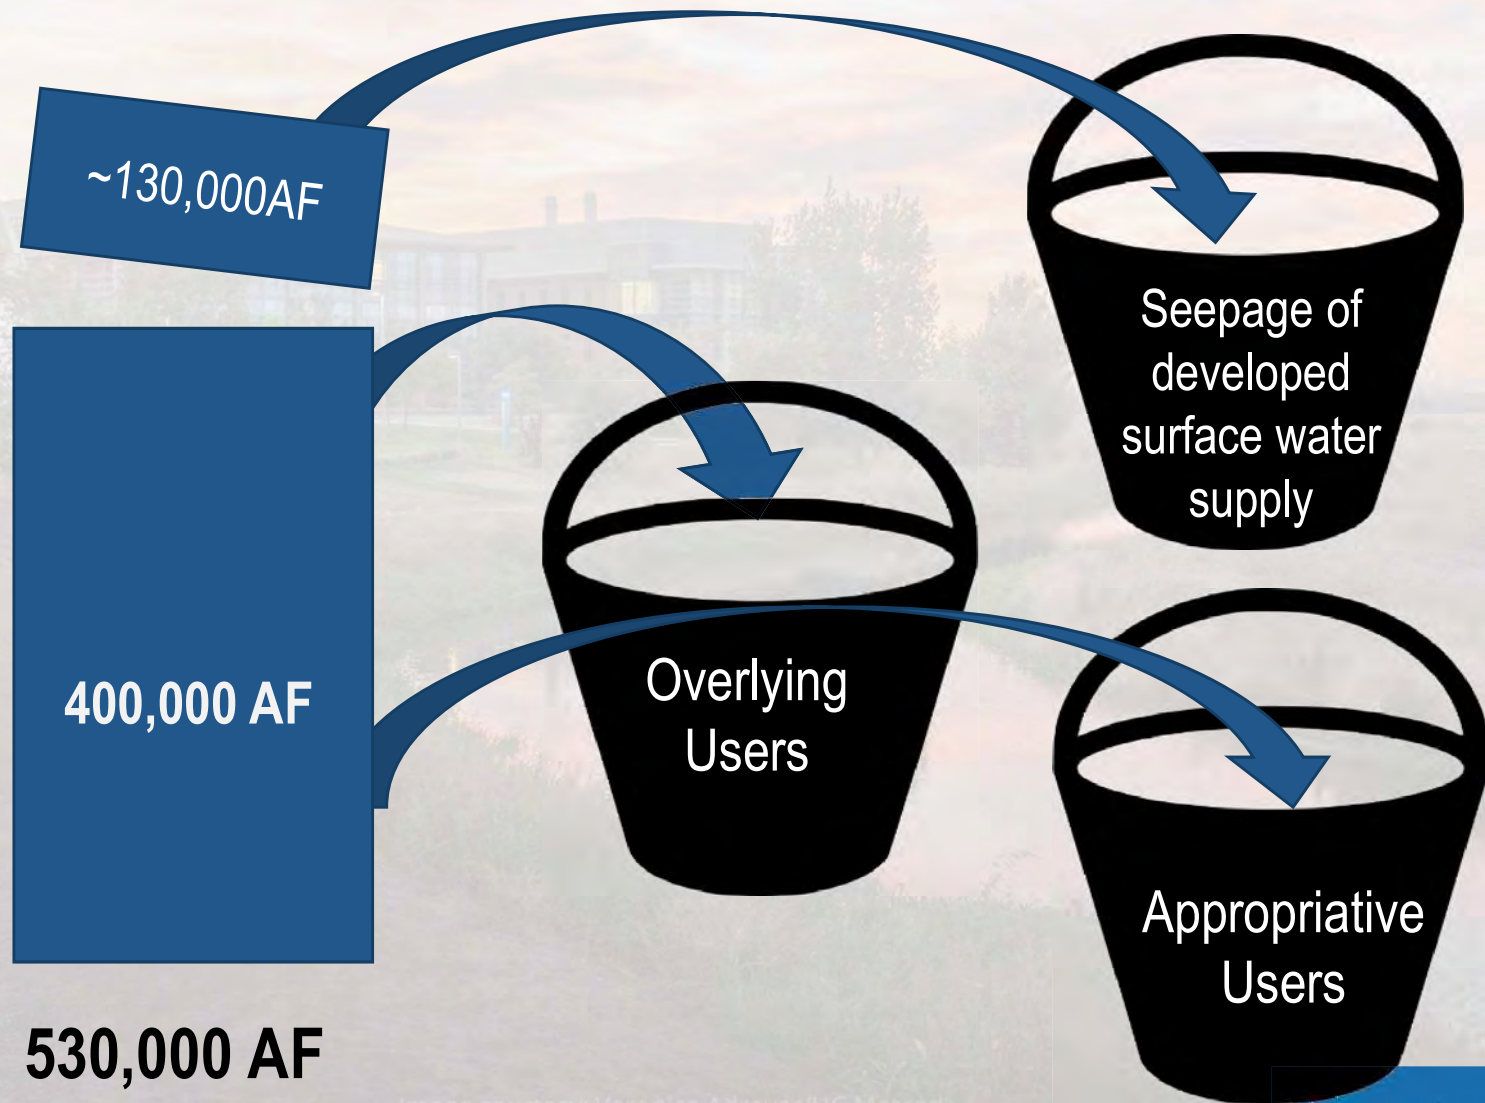 ~130,000AF
Seepage of
developed
surface water
supply
400,000 AF
Overlying
Users
Appropriative
Users
530,000 AF